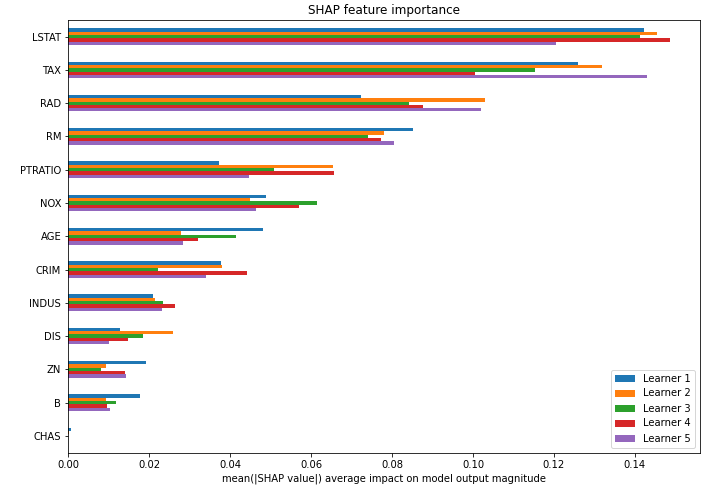 SHAP feature importance
LSTAT
TAX
RAD
RM
PTRATIO
NOX
AGE
CRIM
INDUS
DIS
ZN
B
CHAS
Learner 1
Learner 2
Learner 3
Learner 4
Learner 5
0.00 0.02 0.04 0.06 0.08 0.10 0.12 0.14
mean(|SHAP value|) average impact on model output magnitude